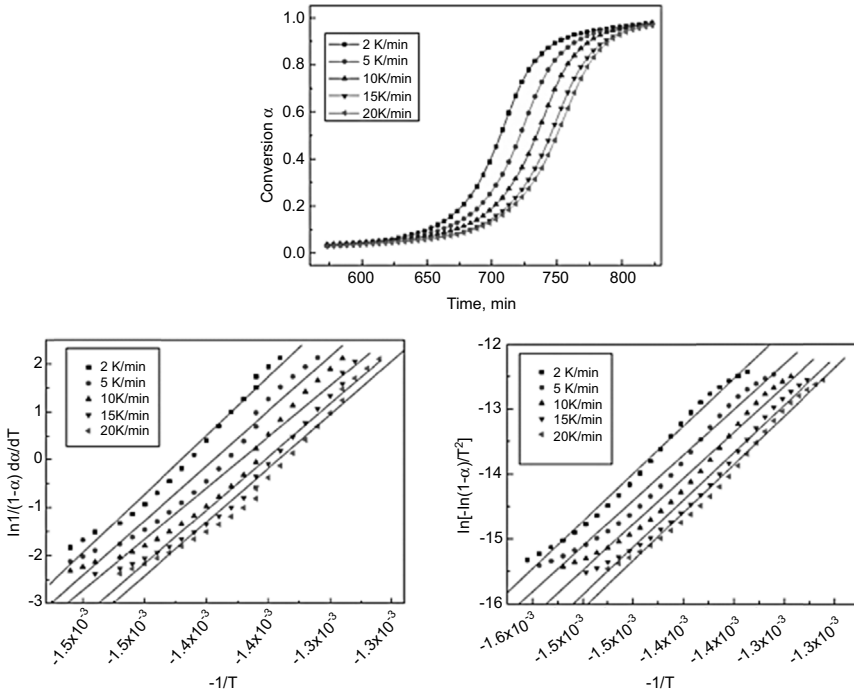 Conversion α
1.0
0.8
0.6
0.4
0.2
0.0
2 K/min
5 K/min
10K/min
15K/min
20K/min
600
650
700
750
800
Time, min
ln1/(1-α) dα/dT
2
1
0
-1
-2
-3
2 K/min
5 K/min
10K/min
15K/min
20K/min
-1.5x10⁻³
-1.5x10⁻³
-1.4x10⁻³
-1.4x10⁻³
-1.3x10⁻³
-1.3x10⁻³
-1/T
ln[-ln(1-α)/T²]
-12
-13
-14
-15
-16
2 K/min
5 K/min
10K/min
15K/min
20K/min
-1.6x10⁻³
-1.5x10⁻³
-1.5x10⁻³
-1.4x10⁻³
-1.4x10⁻³
-1.3x10⁻³
-1.3x10⁻³
-1/T